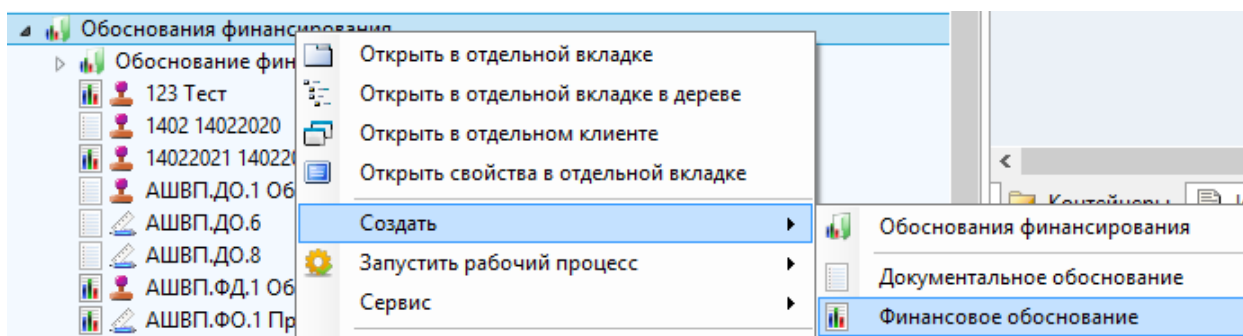 Обоснования финансирования
Обоснование фин
123 Тест
1402 14022020
14022021 140220
АШВП.ДО.1 Об
АШВП.ДО.6
АШВП.ДО.8
АШВП.ФД.1 Об
АШВП.ФО.1 Пр
Открыть в отдельной вкладке
Открыть в отдельной вкладке в дереве
Открыть в отдельном клиенте
Открыть свойства в отдельной вкладке
Создать
Запустить рабочий процесс
Сервис
Контейнеры
Обоснования финансирования
Документальное обоснование
Финансовое обоснование